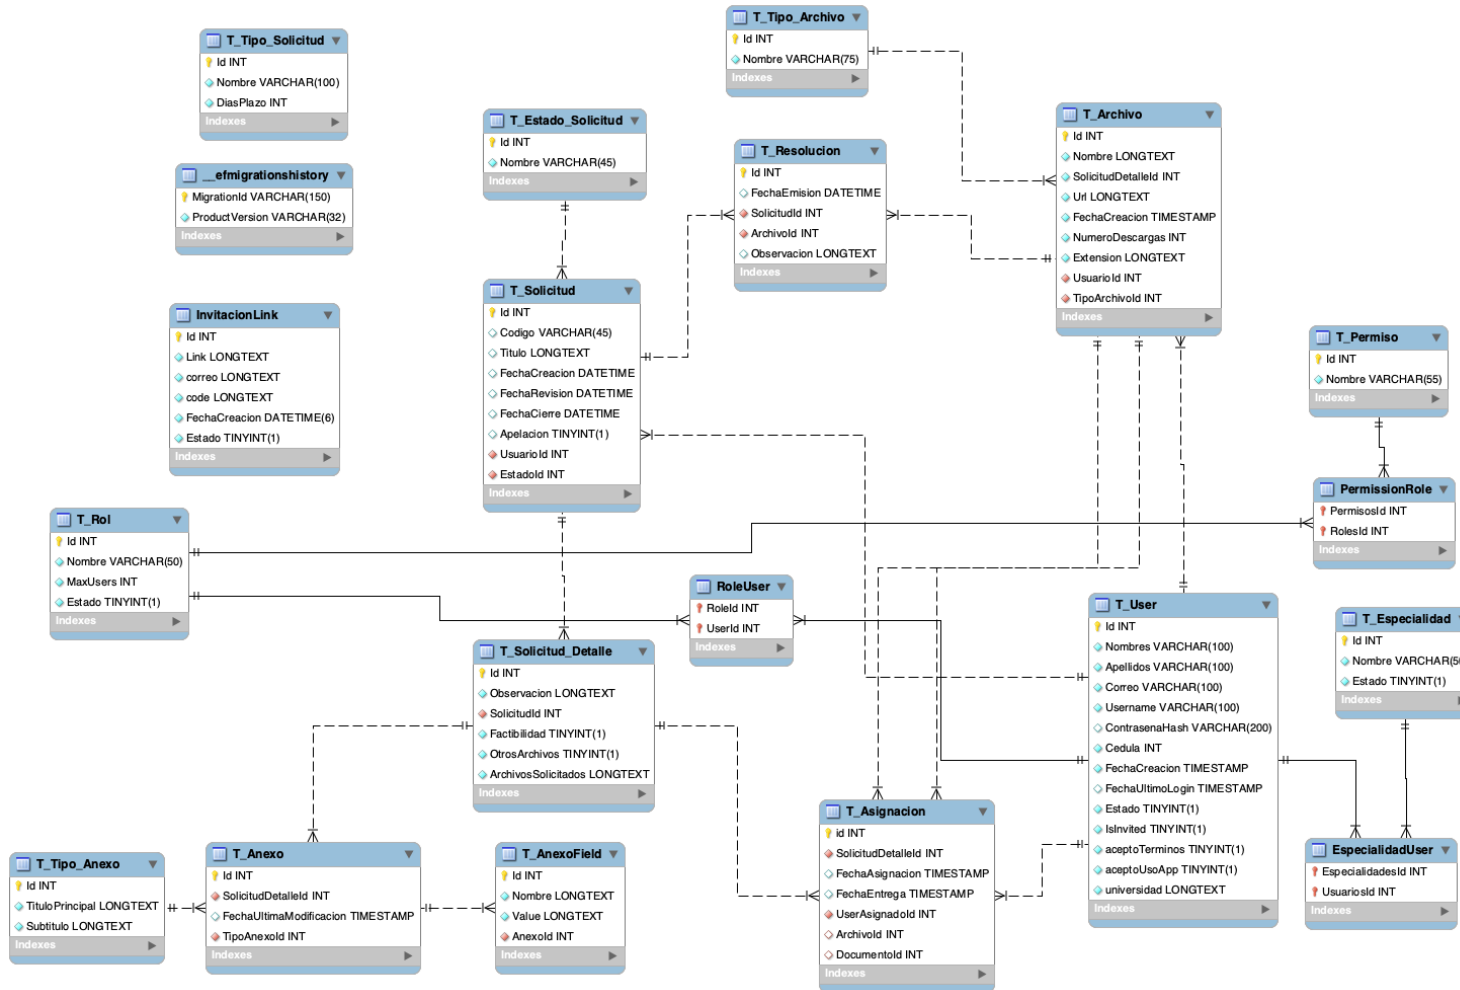 T_Tipo_Solicitud
Id INT
Nombre VARCHAR(100)
DiasPlazo INT
Indexes
__efmigrationshistory
MigrationId VARCHAR(150)
ProductVersion VARCHAR(32)
Indexes
InvitacionLink
Id INT
Link LONGTEXT
correo LONGTEXT
code LONGTEXT
FechaCreacion DATETIME(6)
Estado TINYINT(1)
Indexes
T_Rol
Id INT
Nombre VARCHAR(50)
MaxUsers INT
Estado TINYINT(1)
Indexes
T_Tipo_Anexo
Id INT
TituloPrincipal LONGTEXT
Subtitulo LONGTEXT
Indexes
T_Anexo
Id INT
SolicitudDetalleId INT
FechaUltimaModificacion TIMESTAMP
TipoAnexoId INT
Indexes
T_AnexoField
Id INT
Nombre LONGTEXT
Value LONGTEXT
AnexoId INT
Indexes
T_Estado_Solicitud
Id INT
Nombre VARCHAR(45)
Indexes
T_Solicitud
Id INT
Codigo VARCHAR(45)
Titulo LONGTEXT
FechaCreacion DATETIME
FechaRevision DATETIME
FechaCierre DATETIME
Apelacion TINYINT(1)
UsuarioId INT
EstadoId INT
Indexes
T_Solicitud_Detalle
Id INT
Observacion LONGTEXT
SolicitudId INT
Factibilidad TINYINT(1)
OtrosArchivos TINYINT(1)
ArchivosSolicitados LONGTEXT
Indexes
T_Tipo_Archivo
Id INT
Nombre VARCHAR(75)
Indexes
T_Resolucion
Id INT
FechaEmision DATETIME
SolicitudId INT
ArchivoId INT
Observacion LONGTEXT
Indexes
RoleUser
RoleId INT
UserId INT
Indexes
T_Asignacion
id INT
SolicitudDetalleId INT
FechaAsignacion TIMESTAMP
FechaEntrega TIMESTAMP
UserAsignadoId INT
ArchivoId INT
DocumentoId INT
Indexes
T_Archivo
Id INT
Nombre LONGTEXT
SolicitudDetalleId INT
Url LONGTEXT
FechaCreacion TIMESTAMP
NumeroDescargas INT
Extension LONGTEXT
UsuarioId INT
TipoArchivoId INT
Indexes
T_User
Id INT
Nombres VARCHAR(100)
Apellidos VARCHAR(100)
Correo VARCHAR(100)
Username VARCHAR(100)
ContrasenaHash VARCHAR(200)
Cedula INT
FechaCreacion TIMESTAMP
FechaUltimoLogin TIMESTAMP
Estado TINYINT(1)
IsInvited TINYINT(1)
aceptoTerminos TINYINT(1)
aceptoUsoApp TINYINT(1)
universidad LONGTEXT
Indexes
T_Permiso
Id INT
Nombre VARCHAR(55)
Indexes
PermissionRole
PermisosId INT
RolesId INT
Indexes
T_Especialidad
Id INT
Nombre
Estado TINYINT(1)
Indexes
EspecialidadUser
EspecialidadesId INT
UsuariosId INT
Indexes